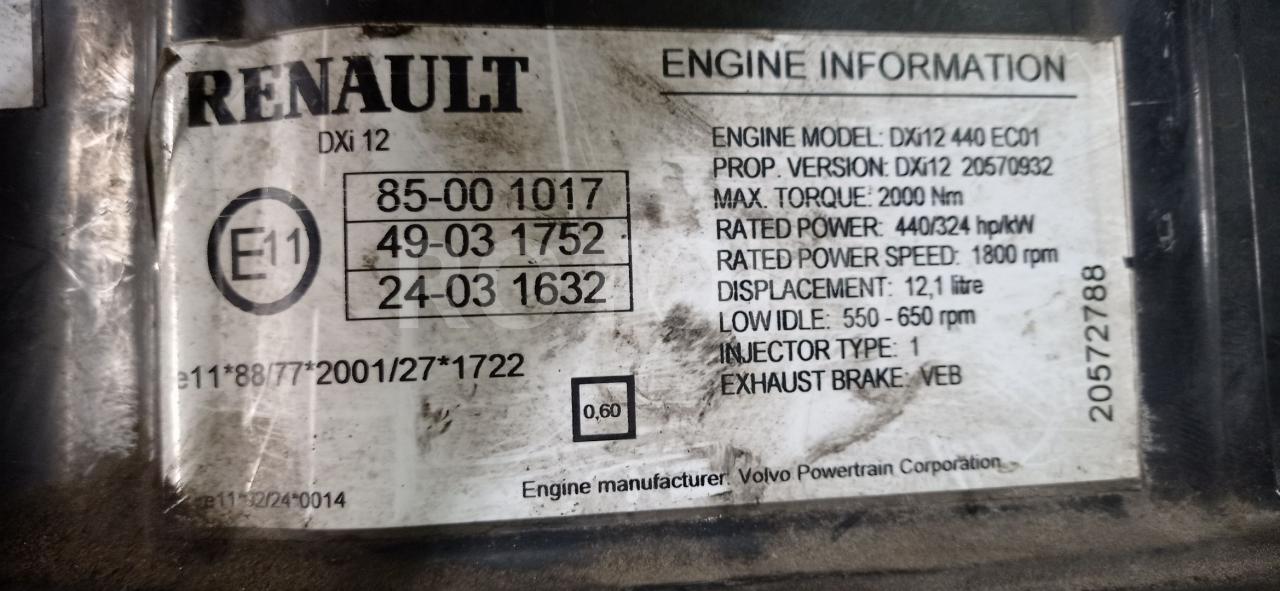 RENAULT
DXi 12
E11
85-00 1017
49-03 1752
24-03 1632
e11*88/77*2001/27*1722
0,60
ENGINE INFORMATION
ENGINE MODEL: DXi12 440 EC01
PROP. VERSION: DXi12 20570932
MAX. TORQUE: 2000 Nm
RATED POWER: 440/324 hp/kW
RATED POWER SPEED: 1800 rpm
DISPLACEMENT: 12,1 litre
LOW IDLE: 550 - 650 rpm
INJECTOR TYPE: 1
EXHAUST BRAKE: VEB
20572788
Engine manufacturer: Volvo Powertrain Corporation